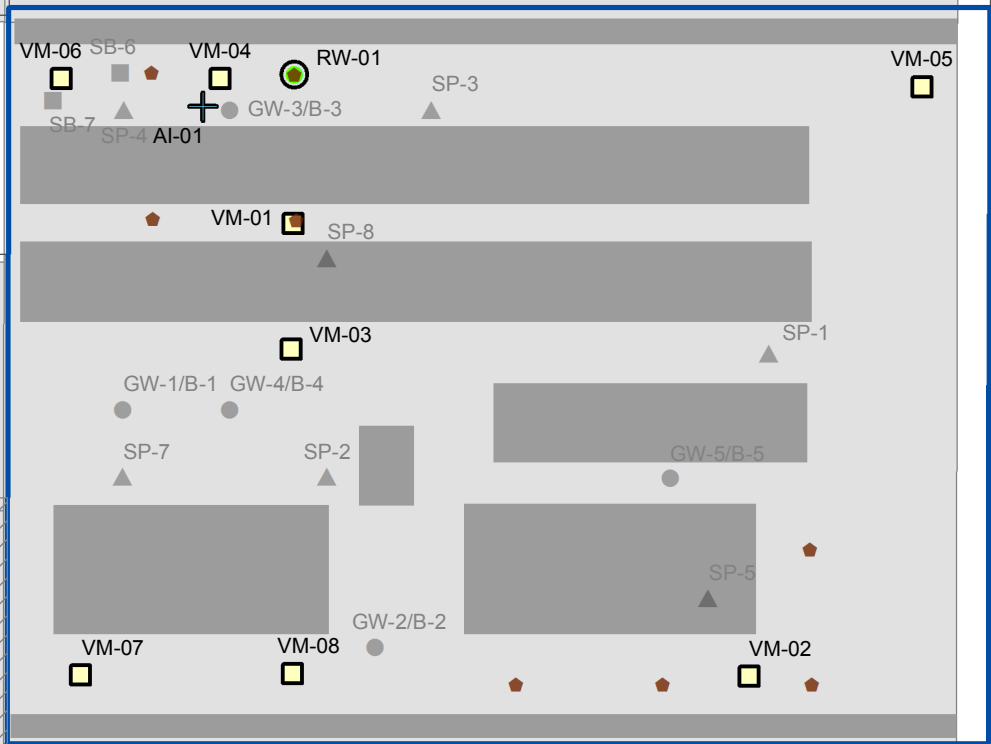 VM-06
SB-6
VM-04
RW-01
VM-05
SP-3
GW-3/B-3
SB-7
SP-4
AI-01
VM-01
SP-8
VM-03
SP-1
GW-1/B-1
GW-4/B-4
SP-7
SP-2
GW-5/B-5
SP-5
GW-2/B-2
VM-07
VM-08
VM-02